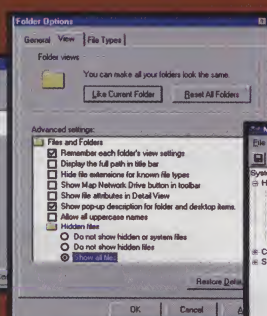 Folder Options
General View File Types
Folder views
You can make all your folders look the same.
Like Current Folder Reset All Folders
Advanced settings:
Files and Folders
Remember each folder's view settings
Display the full path in title bar
Hide file extensions for known file types
Show Map Network Drive button in toolbar
Show file attributes in Detail View
Show pop-up description for folder and desktop items.
Allow all uppercase names
Hidden files
Do not show hidden or system files
Do not show hidden files
Show all files
Restore
OK Cancel A
File
Syste
H
C
S